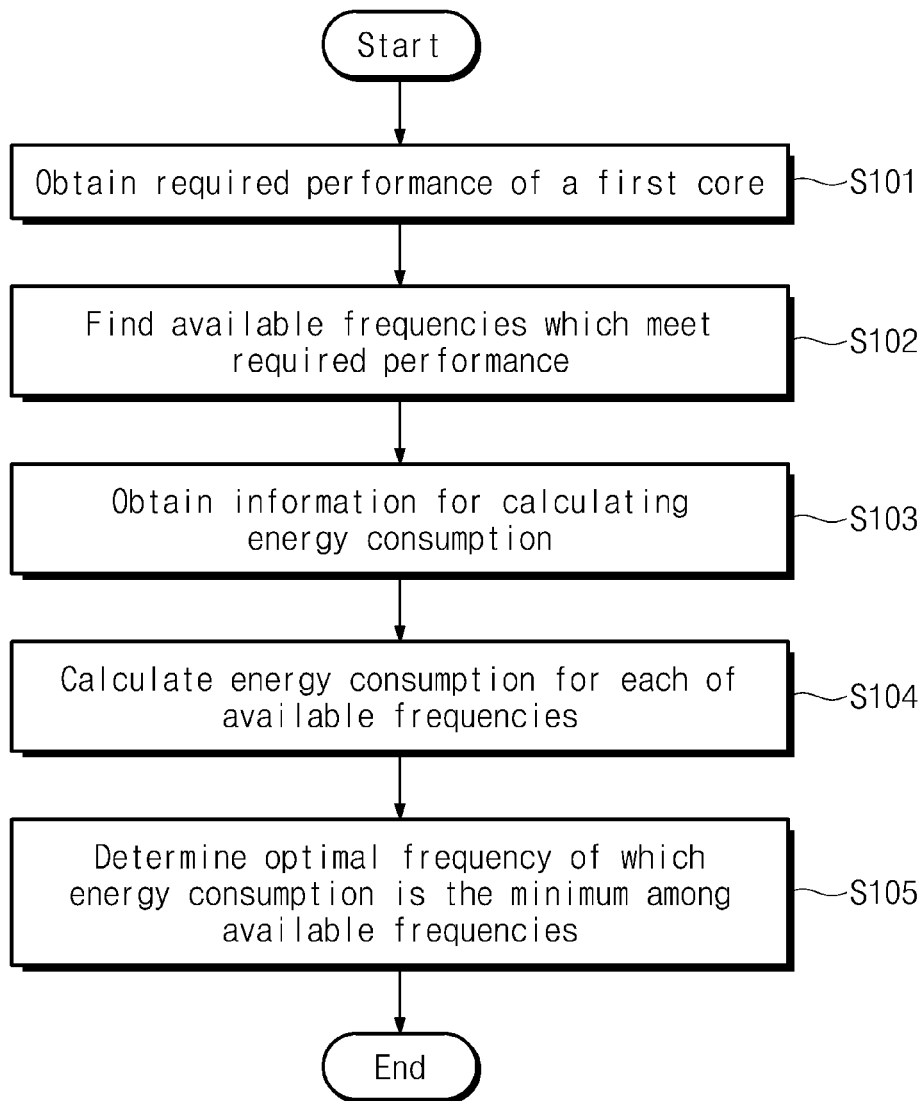 Start
Obtain required performance of a first core
S101
Find available frequencies which meet
required performance
S102
Obtain information for calculating
energy consumption
S103
Calculate energy consumption for each of
available frequencies
S104
Determine optimal frequency of which
energy consumption is the minimum among
available frequencies
S105
End